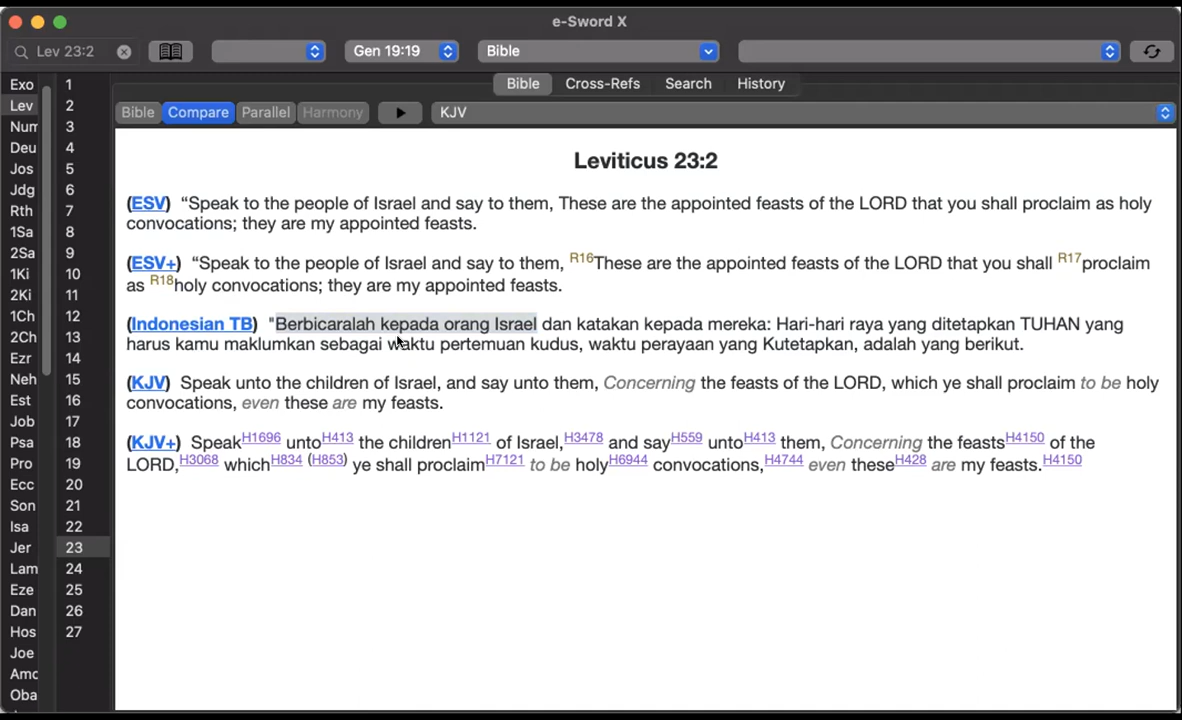 e-Sword X
Lev 23:2
Gen 19:19
Bible
Bible Cross-Refs Search History
Bible Compare Parallel Harmony KJV
Exo
Lev
Num
Deu
Jos
Jdg
Rth
1Sa
2Sa
1Ki
2Ki
1Ch
2Ch
Ezr
Neh
Est
Job
Psa
Pro
Ecc
Son
Isa
Jer
Lam
Eze
Dan
Hos
Joe
Amo
Oba
1
2
3
4
5
6
7
8
9
10
11
12
13
14
15
16
17
18
19
20
21
22
23
24
25
26
27
Leviticus 23:2
(ESV) “Speak to the people of Israel and say to them, These are the appointed feasts of the LORD that you shall proclaim as holy
convocations; they are my appointed feasts.
(ESV+) “Speak to the people of Israel and say to them, R16These are the appointed feasts of the LORD that you shall R17proclaim
as R18holy convocations; they are my appointed feasts.
(Indonesian TB) "Berbicaralah kepada orang Israel dan katakan kepada mereka: Hari-hari raya yang ditetapkan TUHAN yang
harus kamu maklumkan sebagai waktu pertemuan kudus, waktu perayaan yang Kutetapkan, adalah yang berikut.
(KJV) Speak unto the children of Israel, and say unto them, Concerning the feasts of the LORD, which ye shall proclaim to be holy
convocations, even these are my feasts.
(KJV+) SpeakH1696 untoH413 the childrenH1121 of Israel,H3478 and sayH559 untoH413 them, Concerning the feastsH4150 of the
LORD,H3068 whichH834 (H853) ye shall proclaimH7121 to be holyH6944 convocations,H4744 even theseH428 are my feasts.H4150